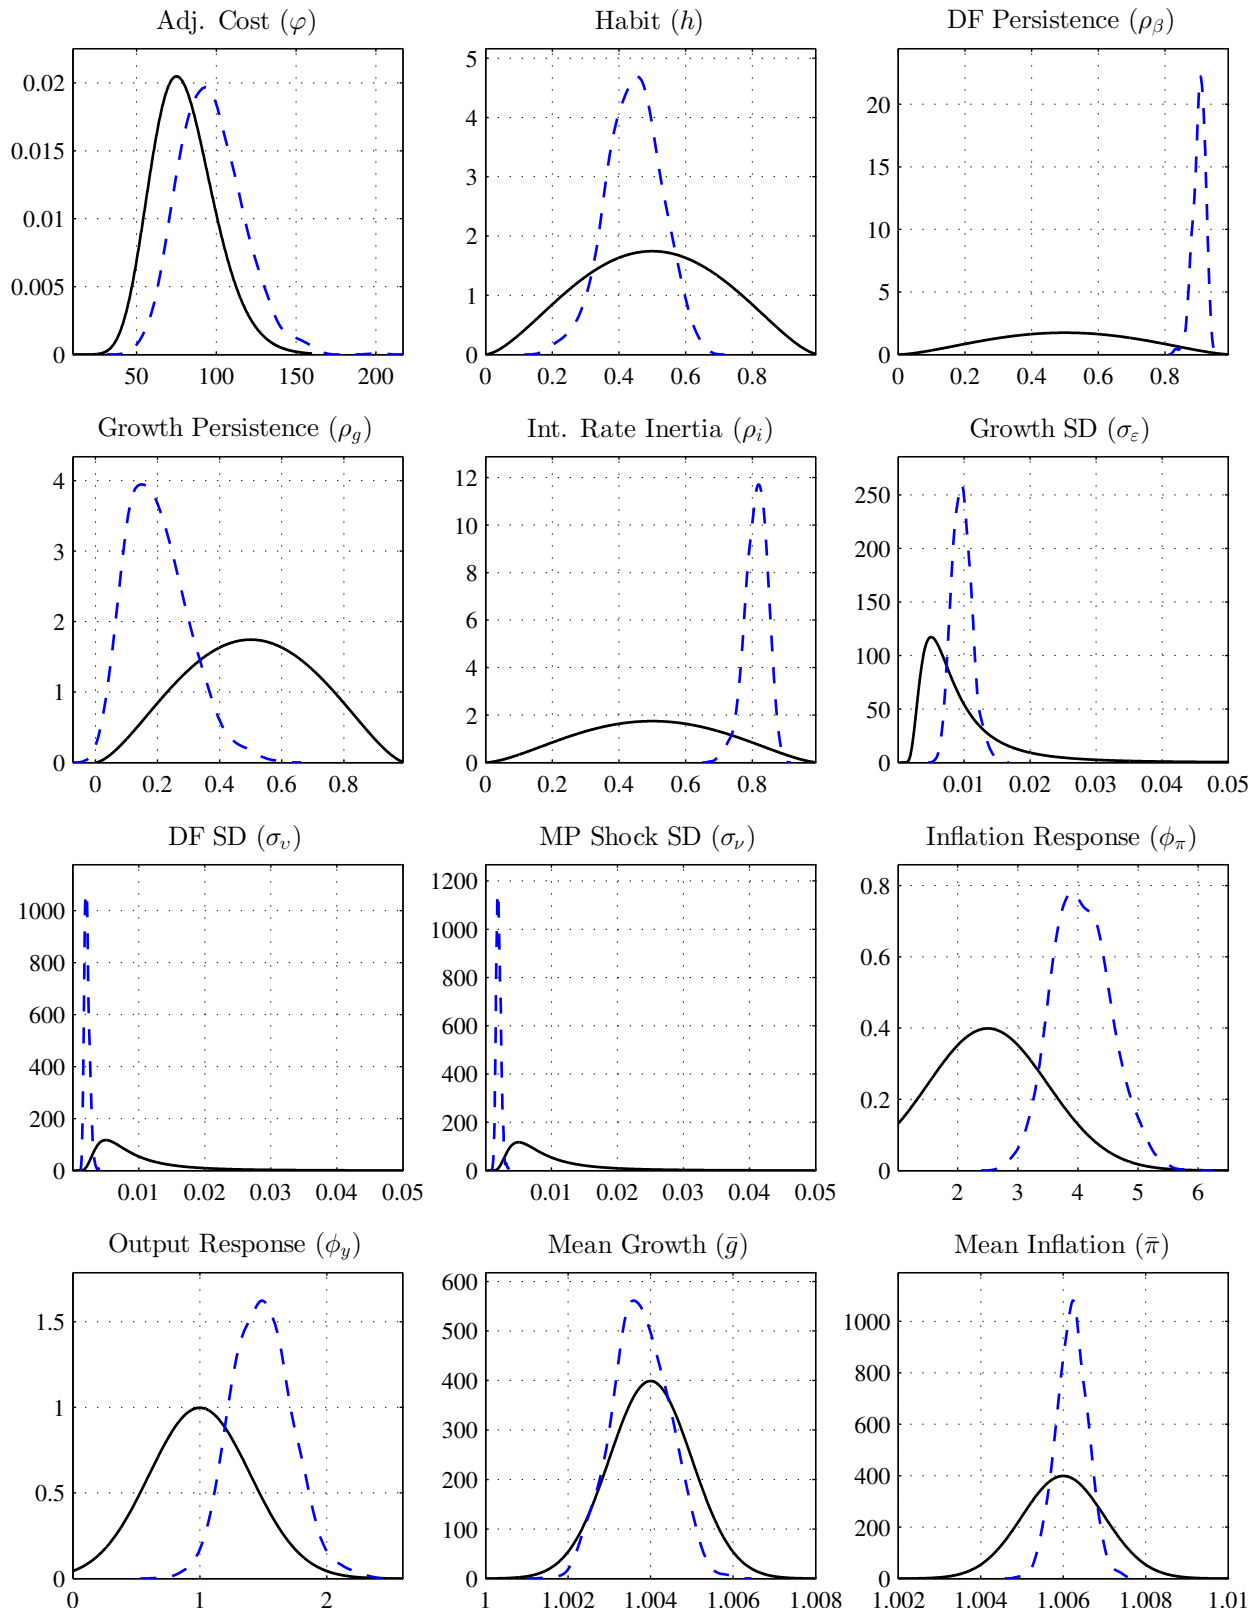 Adj. Cost (φ)
Habit (h)
DF Persistence (ρ_β)
0.02
0.015
0.01
0.005
0
50 100 150 200
5
4
3
2
1
0
0 0.2 0.4 0.6 0.8
20
15
10
5
0
0 0.2 0.4 0.6 0.8
Growth Persistence (ρ_g)
Int. Rate Inertia (ρ_i)
Growth SD (σ_ε)
4
3
2
1
0
0 0.2 0.4 0.6 0.8
12
10
8
6
4
2
0
0 0.2 0.4 0.6 0.8
250
200
150
100
50
0
0.01 0.02 0.03 0.04 0.05
DF SD (σ_υ)
MP Shock SD (σ_ν)
Inflation Response (ϕ_π)
1000
800
600
400
200
0
0.01 0.02 0.03 0.04 0.05
1200
1000
800
600
400
200
0
0.01 0.02 0.03 0.04 0.05
0.8
0.6
0.4
0.2
0
2 3 4 5 6
Output Response (ϕ_y)
Mean Growth (ḡ)
Mean Inflation (π̄)
1.5
1
0.5
0
0 1 2
600
500
400
300
200
100
0
1 1.002 1.004 1.006 1.008
1000
800
600
400
200
0
1.002 1.004 1.006 1.008 1.01